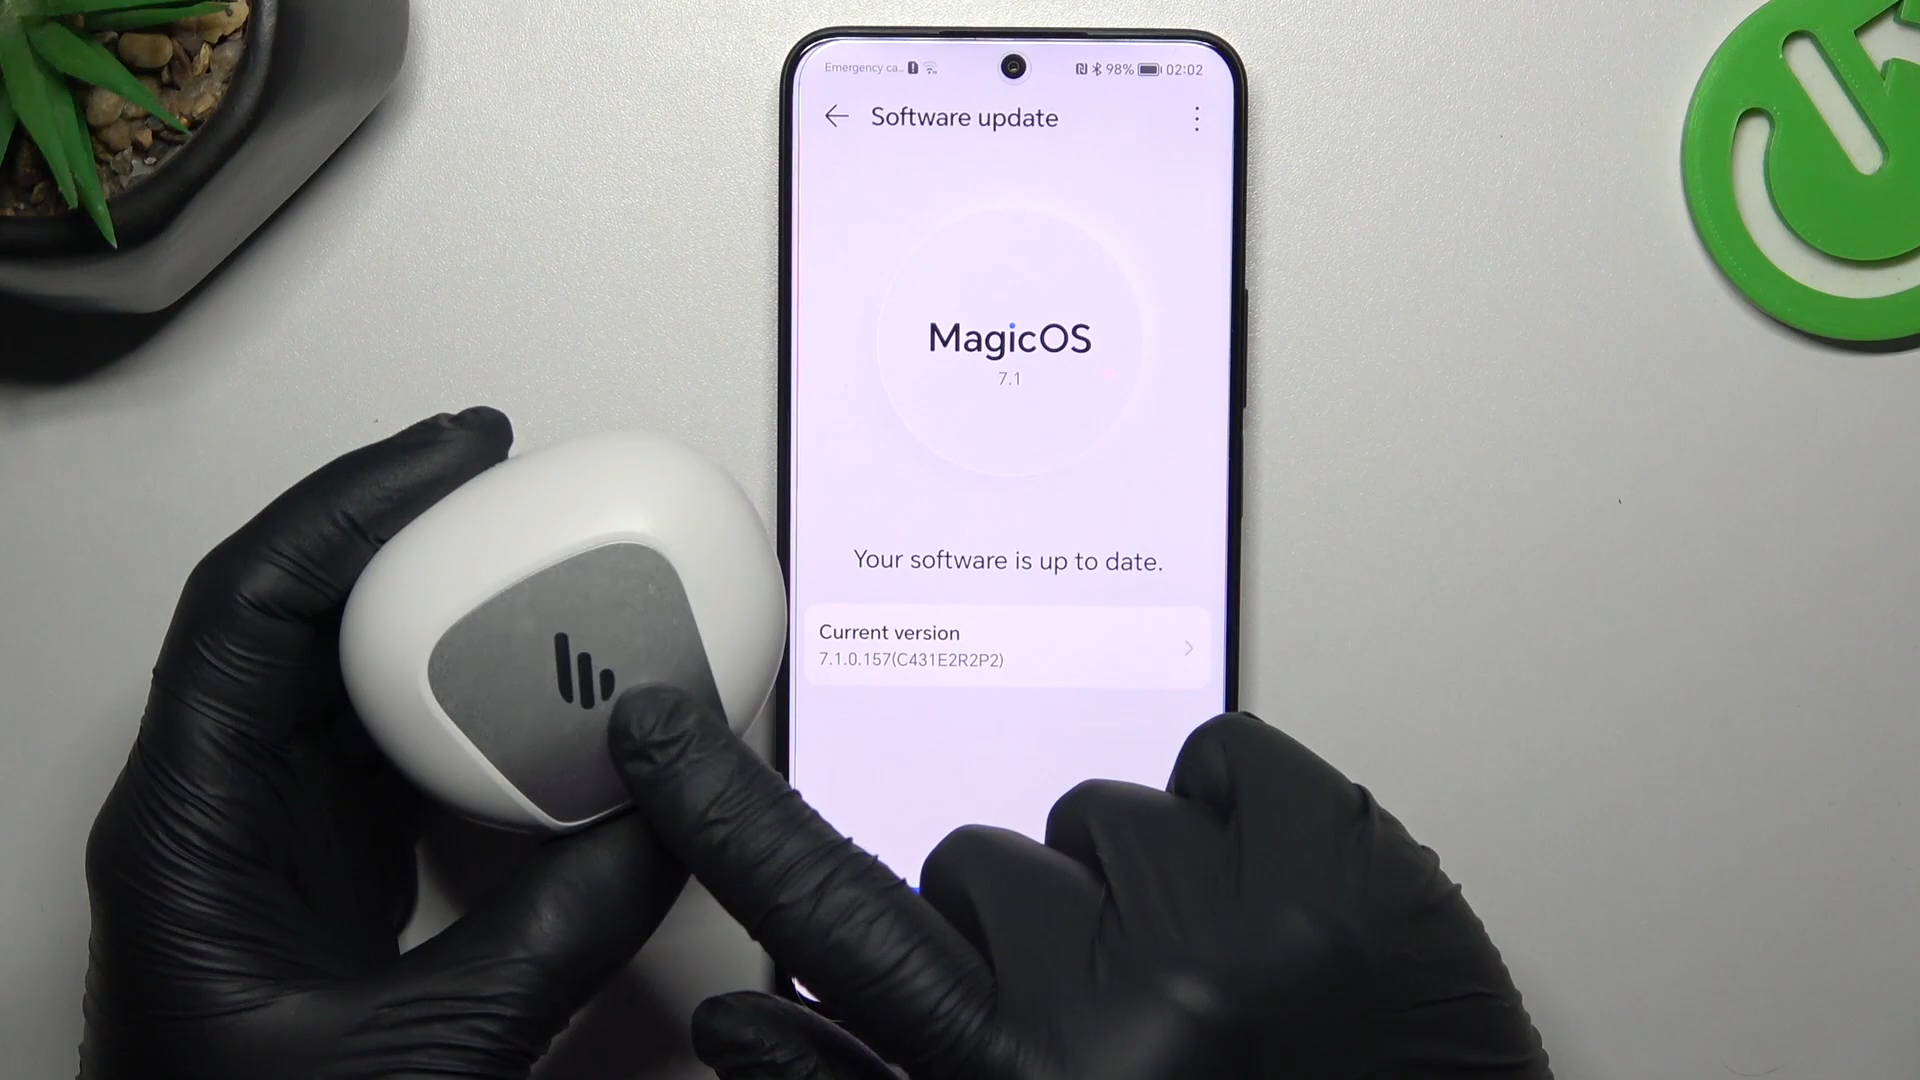 Emergency ca...
98% 02:02
Software update
MagicOS
7.1
Your software is up to date.
Current version
7.1.0.157(C431E2R2P2)